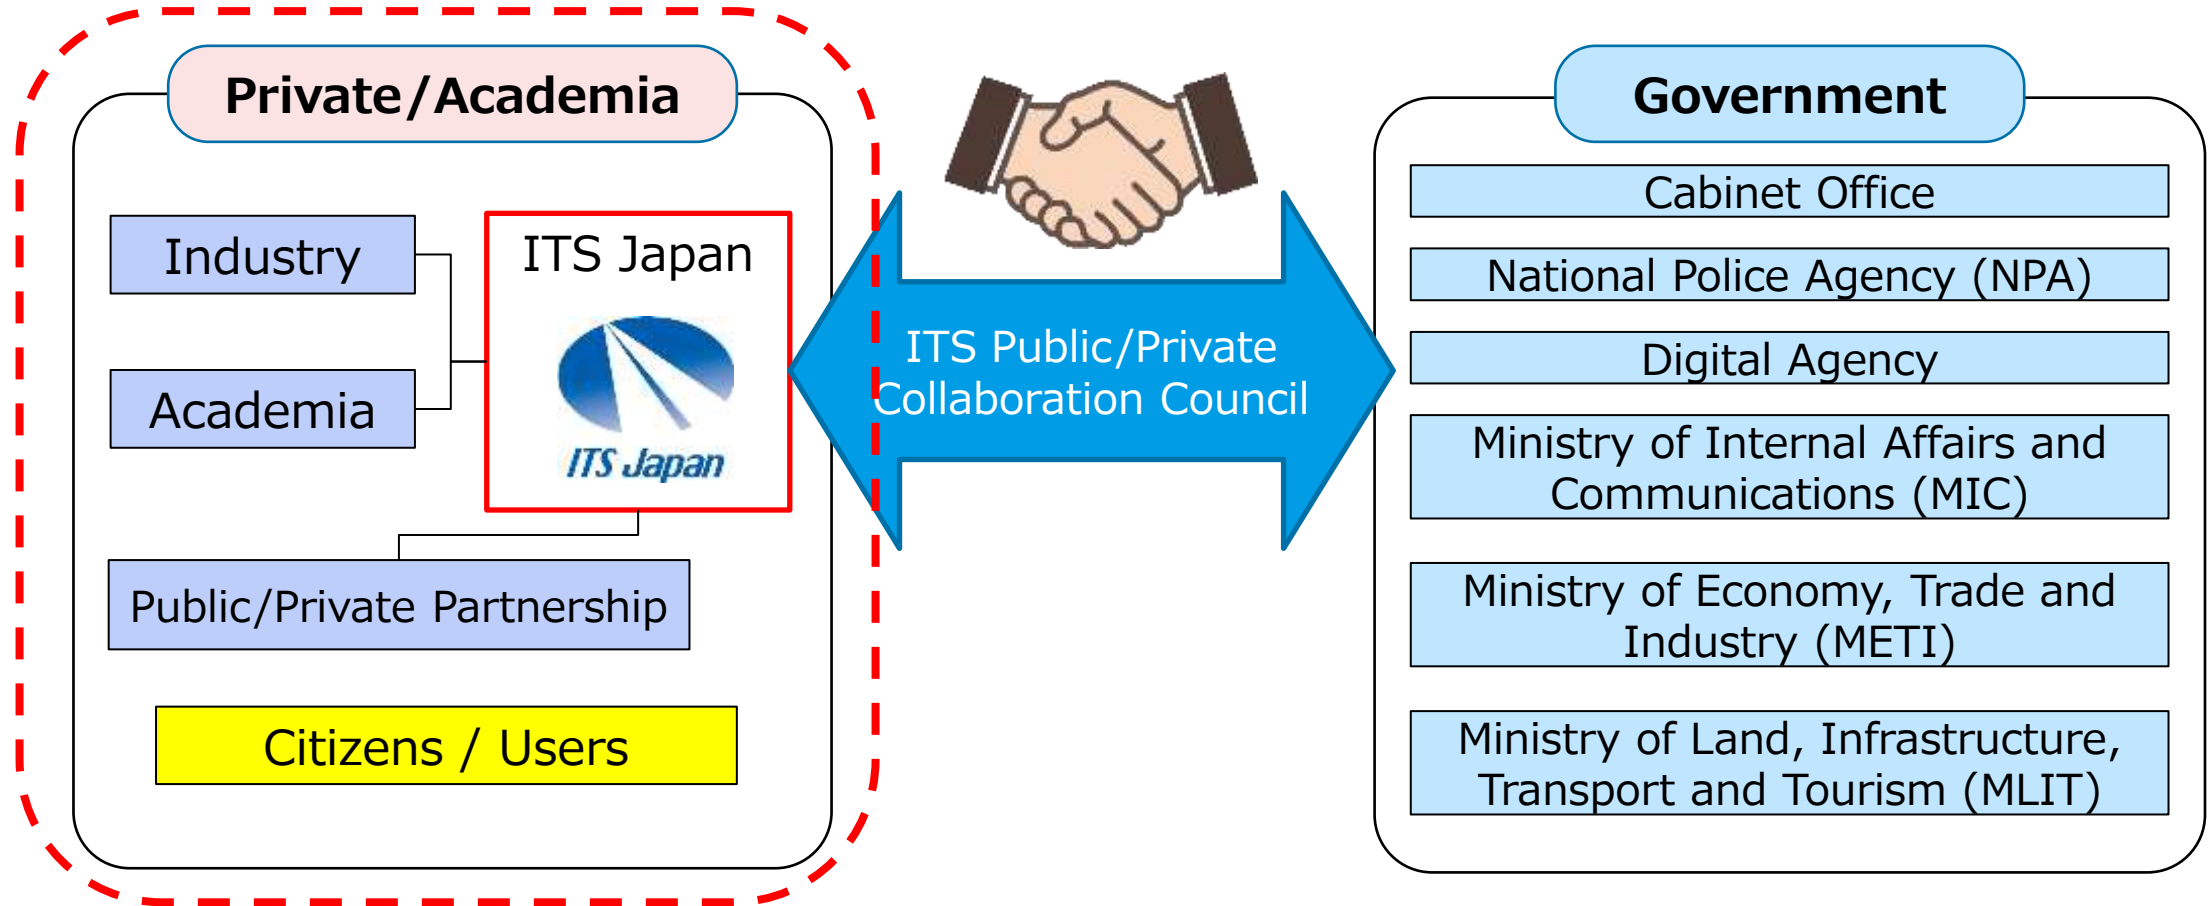 Private/Academia
Industry
Academia
ITS Japan
ITS Japan
Public/Private Partnership
Citizens / Users
ITS Public/Private
Collaboration Council
Government
Cabinet Office
National Police Agency (NPA)
Digital Agency
Ministry of Internal Affairs and
Communications (MIC)
Ministry of Economy, Trade and
Industry (METI)
Ministry of Land, Infrastructure,
Transport and Tourism (MLIT)